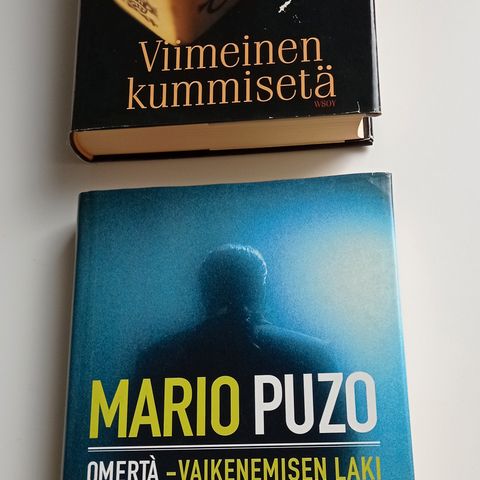 Viimeinen
kummisetä
WSOY
MARIO PUZO
OMERTÀ -VAIKENEMISEN LAKI